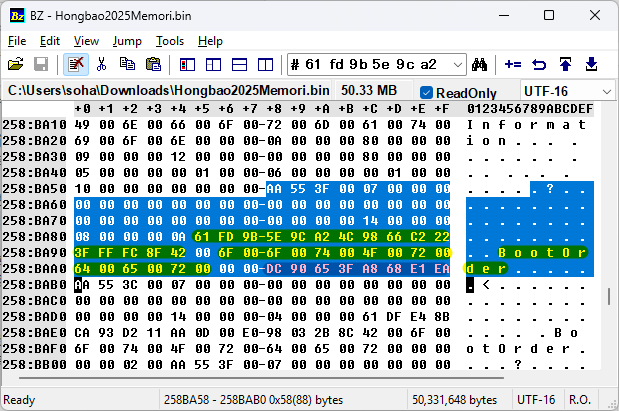 BZ - Hongbao2025Memori.bin
File Edit View Jump Tools Help
# 61 fd 9b 5e 9c a2
C:\Users\soha\Downloads\Hongbao2025Memori.bin 50.33 MB ReadOnly UTF-16
+0 +1 +2 +3 +4 +5 +6 +7 +8 +9 +A +B +C +D +E +F 0123456789ABCDEF
258:BA10 49 00 6E 00 66 00 6F 00-72 00 6D 00 61 00 74 00 I n f o r m a t
258:BA20 69 00 6F 00 6E 00 00 00-0A 00 00 00 80 00 00 00 i o n . . . . .
258:BA30 09 00 00 00 12 00 00 00-00 00 00 00 80 00 00 00 . . . . . .
258:BA40 05 00 00 00 00 01 00 00-06 00 00 00 00 01 00 00 . . . . . . . .
258:BA50 10 00 00 00 00 00 00 00-AA 55 3F 00 07 00 00 00 . . . . . ? . .
258:BA60 00 00 00 00 00 00 00 00-00 00 00 00 00 00 00 00 . . . . . . . .
258:BA70 00 00 00 00 00 00 00 00-00 00 00 00 14 00 00 00 . . . . . . . .
258:BA80 08 00 00 00 0A 61 FD 9B-5E 9C A2 4C 98 66 C2 22 . . . . . . . .
258:BA90 3F FF FC 8F 42 00 6F 00-6F 00 74 00 4F 00 72 00 . . B o o t O r
258:BAA0 64 00 65 00 72 00 00 00-DC 90 65 3F A8 68 E1 EA d e r . . . . .
258:BAB0 AA 55 3C 00 07 00 00 00-00 00 00 00 00 00 00 00 . < . . . . . .
258:BAC0 00 00 00 00 00 00 00 00-00 00 00 00 00 00 00 00 . . . . . . . .
258:BAD0 00 00 00 00 14 00 00 00-04 00 00 00 61 DF E4 8B . . . . . . . .
258:BAE0 CA 93 D2 11 AA 0D 00 E0-98 03 2B 8C 42 00 6F 00 . . . . . . B o
258:BAF0 6F 00 74 00 4F 00 72 00-64 00 65 00 72 00 00 00 o t O r d e r .
258:BB00 00 00 02 00 AA 55 3F 00-07 00 00 00 00 00 00 00 . . . ? . . . .
Ready 258BA58 - 258BAB0 0x58(88) bytes 50,331,648 bytes UTF-16 R.O.